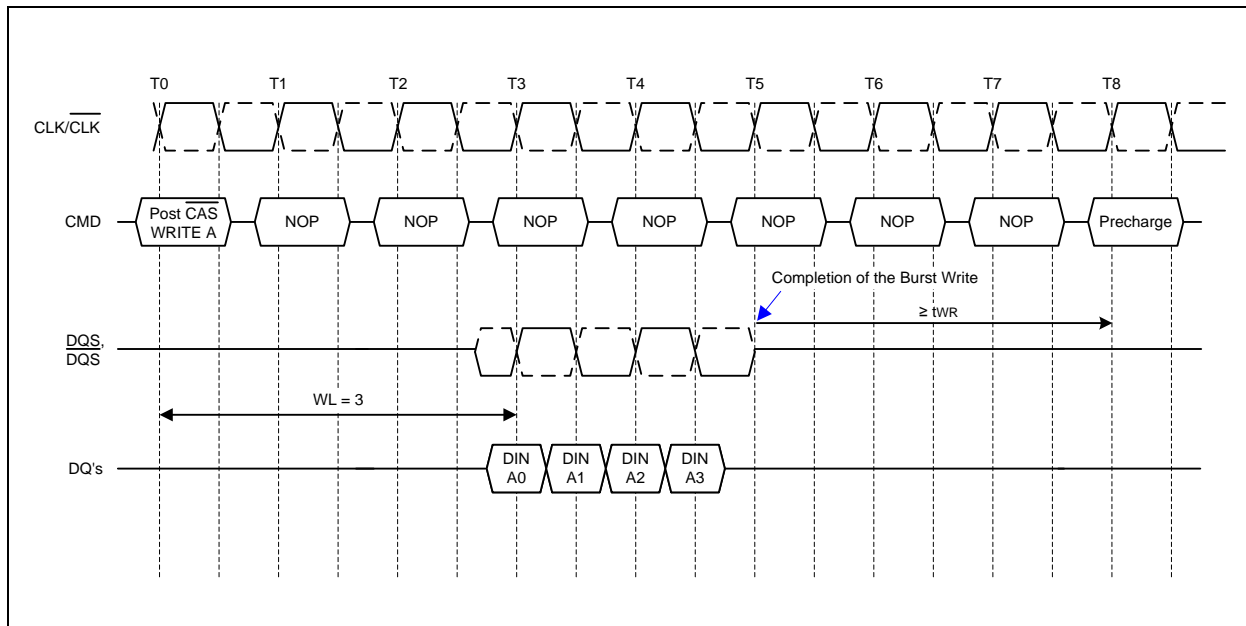 T0 T1 T2 T3 T4 T5 T6 T7 T8
CLK/CLK
CMD
Post CAS
WRITE A
NOP NOP NOP NOP NOP NOP NOP Precharge
Completion of the Burst Write
≥ tWR
DQS,
DQS
WL = 3
DQ's
DIN
A0
DIN
A1
DIN
A2
DIN
A3